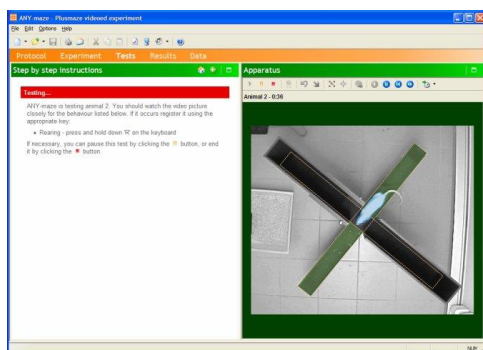 ANY-maze - Plusmaze videoed experiment
File Edit Options Help
Protocol Experiment Tests Results Data
Step by step instructions
Apparatus
Testing...
Animal 2 - 0:36
ANY-maze is testing animal 2. You should watch the video picture
closely for the behaviour listed below. If it occurs register it using the
appropriate key:
• Rearing - press and hold down 'R' on the keyboard
If necessary, you can pause this test by clicking the button, or end
it by clicking the button.
NUM